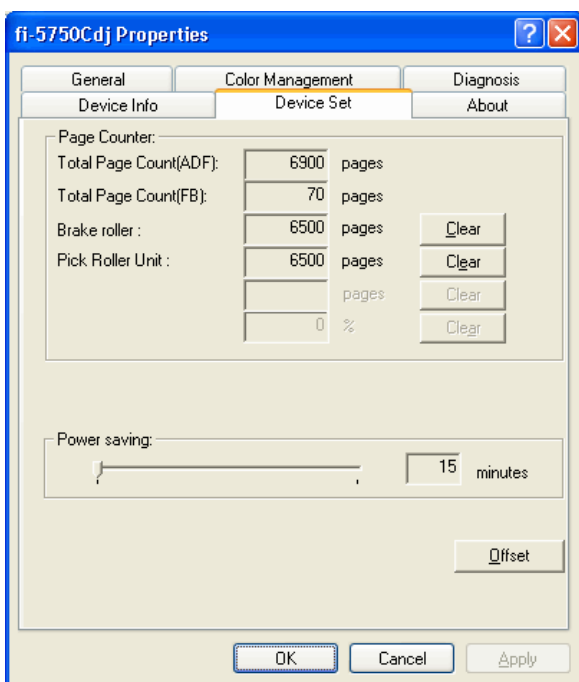 fi-5750Cdj Properties
General Color Management Diagnosis
Device Info Device Set About
Page Counter:
Total Page Count(ADF): 6900 pages
Total Page Count(FB): 70 pages
Brake roller : 6500 pages Clear
Pick Roller Unit : 6500 pages Clear
pages Clear
0 % Clear
Power saving:
15 minutes
Offset
OK Cancel Apply